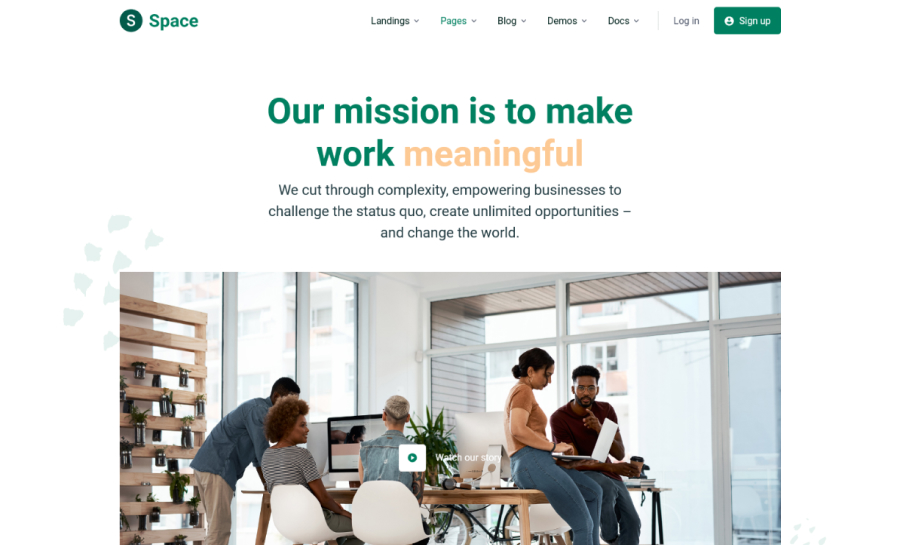 S Space
Landings Pages Blog Demos Docs Log in Sign up
Our mission is to make
work meaningful
We cut through complexity, empowering businesses to
challenge the status quo, create unlimited opportunities –
and change the world.
Watch our story